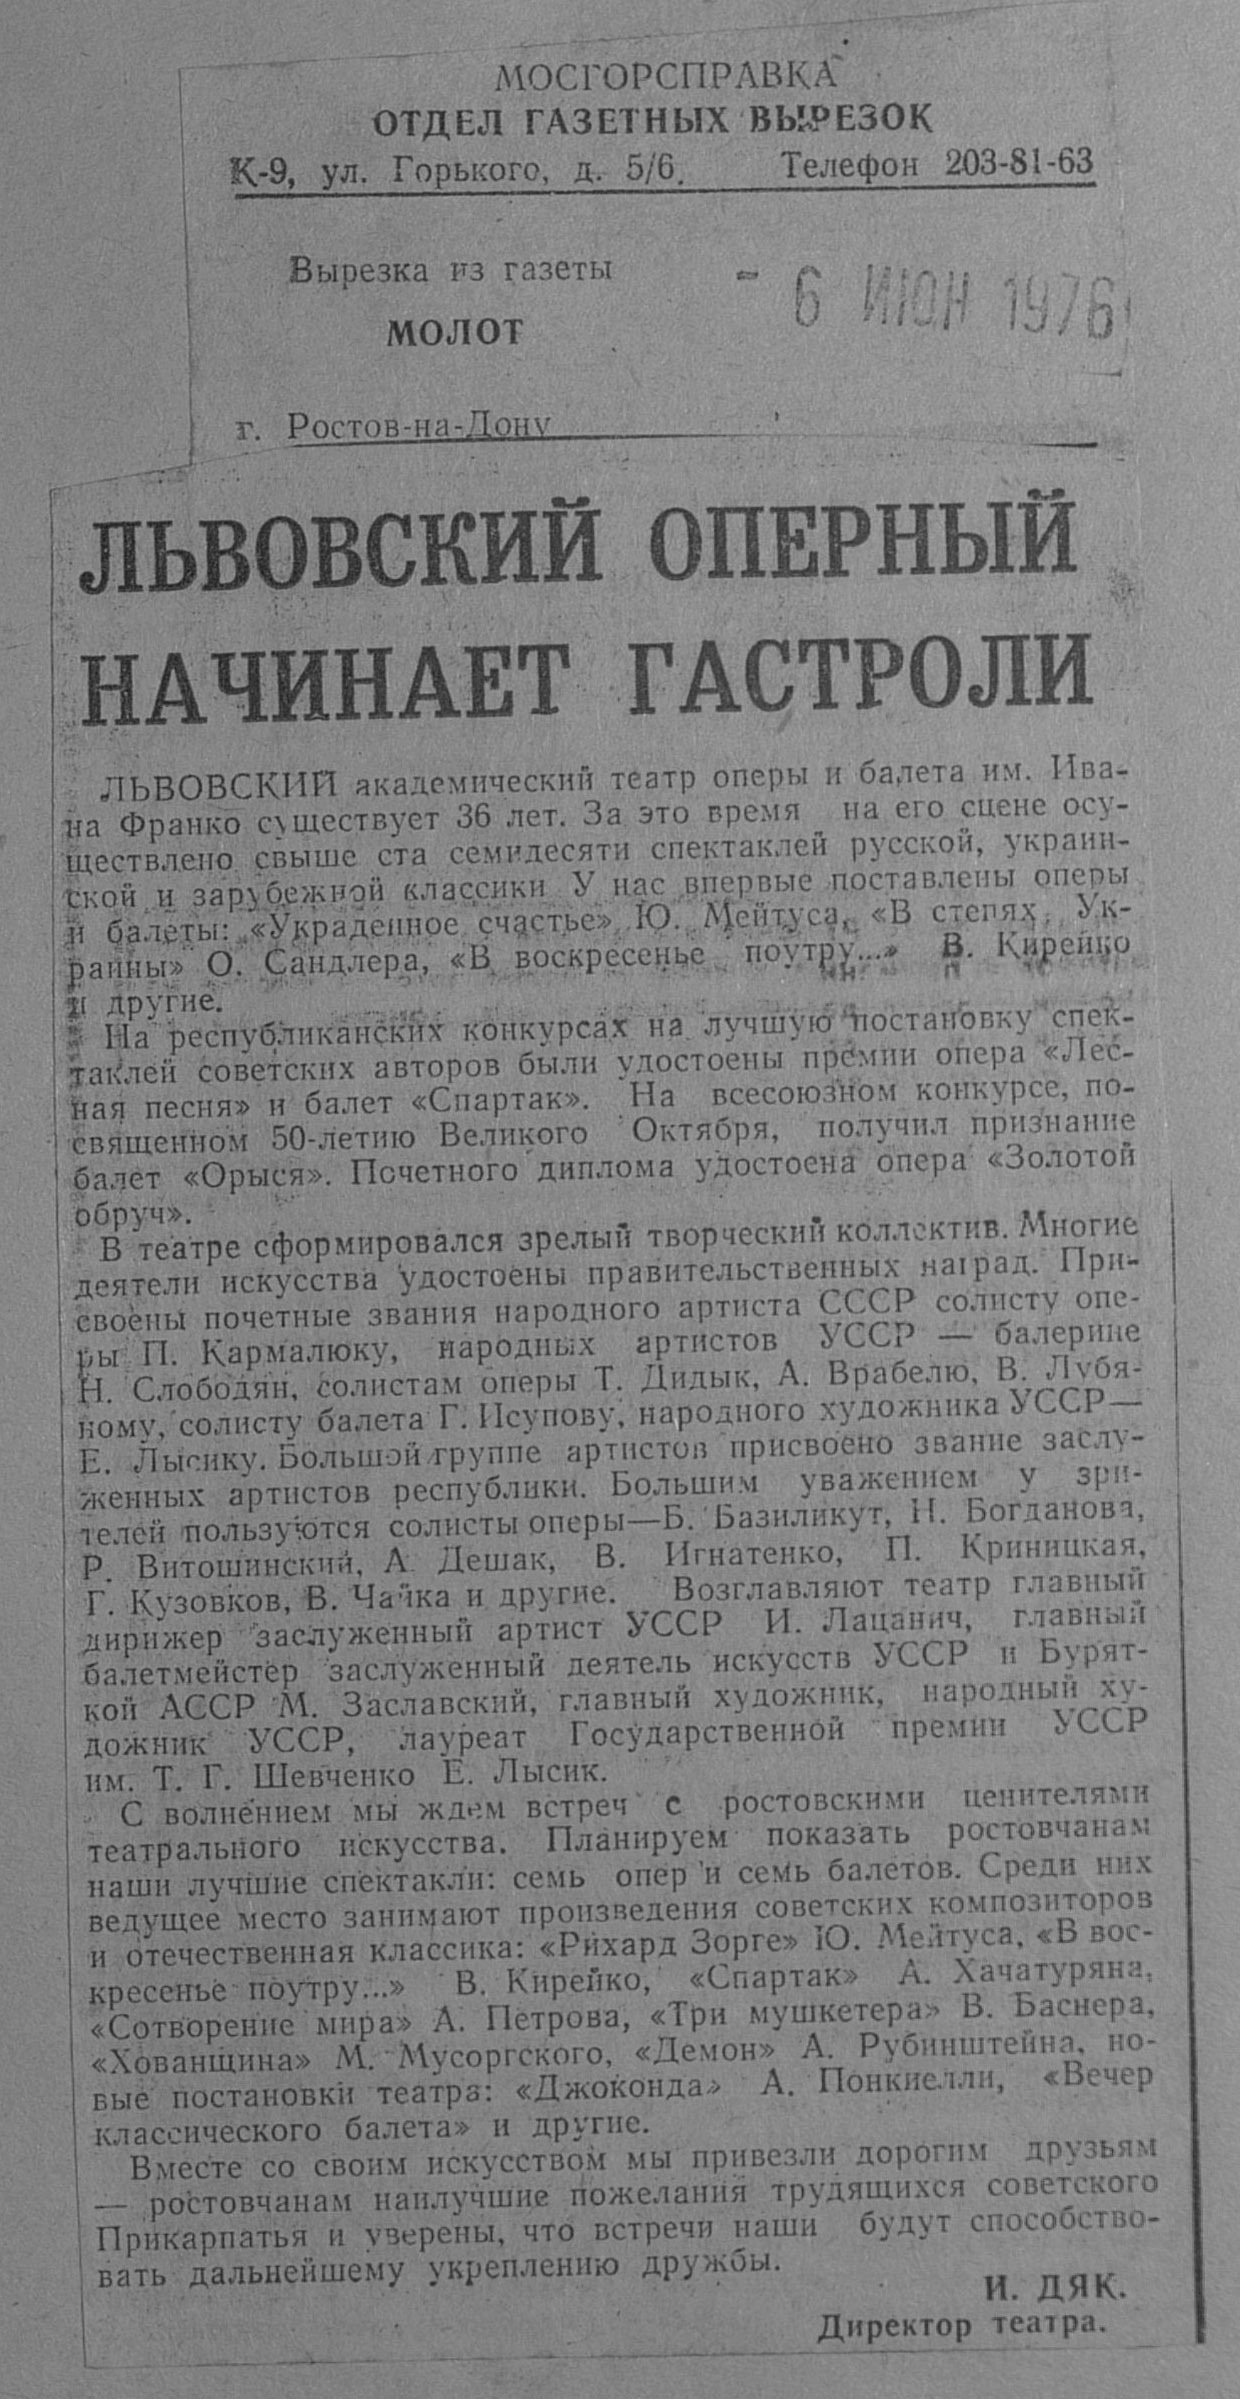 МОСГОРСПРАВКА
ОТДЕЛ ГАЗЕТНЫХ ВЫРЕЗОК
К-9, ул. Горького, д. 5/6. Телефон 203-81-63
Вырезка из газеты
- 6 ИЮН 1976
МОЛОТ
г. Ростов-на-Дону
ЛЬВОВСКИЙ ОПЕРНЫЙ
НАЧИНАЕТ ГАСТРОЛИ
ЛЬВОВСКИЙ академический театр оперы и балета им. Ива-
на Франко существует 36 лет. За это время на его сцене осу-
ществлено свыше ста семидесяти спектаклей русской, украин-
ской и зарубежной классики У нас впервые поставлены оперы
и балеты: «Украденное счастье» Ю. Мейтуса, «В степях Ук-
раины» О. Сандлера, «В воскресенье поутру...» В. Кирейко
и другие.
На республиканских конкурсах на лучшую постановку спек-
таклей советских авторов были удостоены премии опера «Лес-
ная песня» и балет «Спартак». На всесоюзном конкурсе, по-
священном 50-летию Великого Октября, получил признание
балет «Орыся». Почетного диплома удостоена опера «Золотой
обруч».
В театре сформировался зрелый творческий коллектив. Многие
деятели искусства удостоены правительственных наград. При-
своены почетные звания народного артиста СССР солисту опе-
ры П. Кармалюку, народных артистов УССР — балерине
Н. Слободян, солистам оперы Т. Дидык, А. Врабелю, В. Лубя-
ному, солисту балета Г. Исупову, народного художника УССР—
Е. Лысику. Большой группе артистов присвоено звание заслу-
женных артистов республики. Большим уважением у зри-
телей пользуются солисты оперы—Б. Базиликут, Н. Богданова,
Р. Витошинский, А. Дешак, В. Игнатенко, П. Криницкая,
Г. Кузовков, В. Чайка и другие. Возглавляют театр главный
дирижер заслуженный артист УССР И. Лацанич, главный
балетмейстер заслуженный деятель искусств УССР и Бурят-
кой АССР М. Заславский, главный художник, народный ху-
дожник УССР, лауреат Государственной премии УССР
им. Т. Г. Шевченко Е. Лысик.
С волнением мы ждем встреч с ростовскими ценителями
театрального искусства. Планируем показать ростовчанам
наши лучшие спектакли: семь опер и семь балетов. Среди них
ведущее место занимают произведения советских композиторов
и отечественная классика: «Рихард Зорге» Ю. Мейтуса, «В вос-
кресенье поутру...» В. Кирейко, «Спартак» А. Хачатуряна,
«Сотворение мира» А. Петрова, «Три мушкетера» В. Баснера,
«Хованщина» М. Мусоргского, «Демон» А. Рубинштейна, но-
вые постановки театра: «Джоконда» А. Понкиелли, «Вечер
классического балета» и другие.
Вместе со своим искусством мы привезли дорогим друзьям
— ростовчанам наилучшие пожелания трудящихся советского
Прикарпатья и уверены, что встречи наши будут способство-
вать дальнейшему укреплению дружбы.
И. ДЯК.
Директор театра.